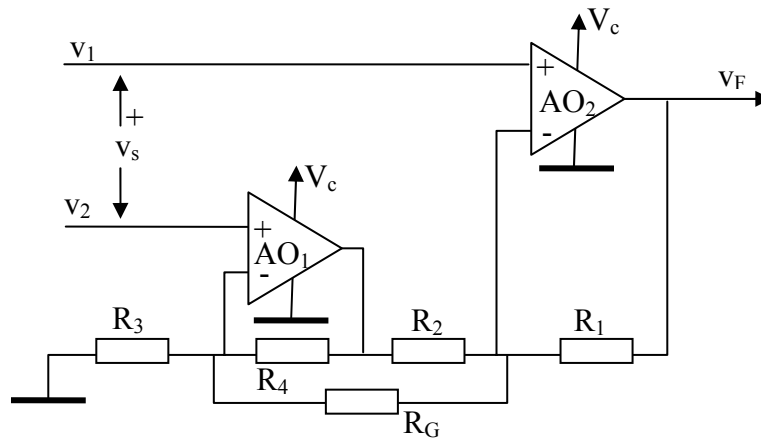 V_c
v_1
+
AO_2
-
v_F
+
v_s
V_c
v_2
+
AO_1
-
R_3
R_2
R_1
R_4
R_G